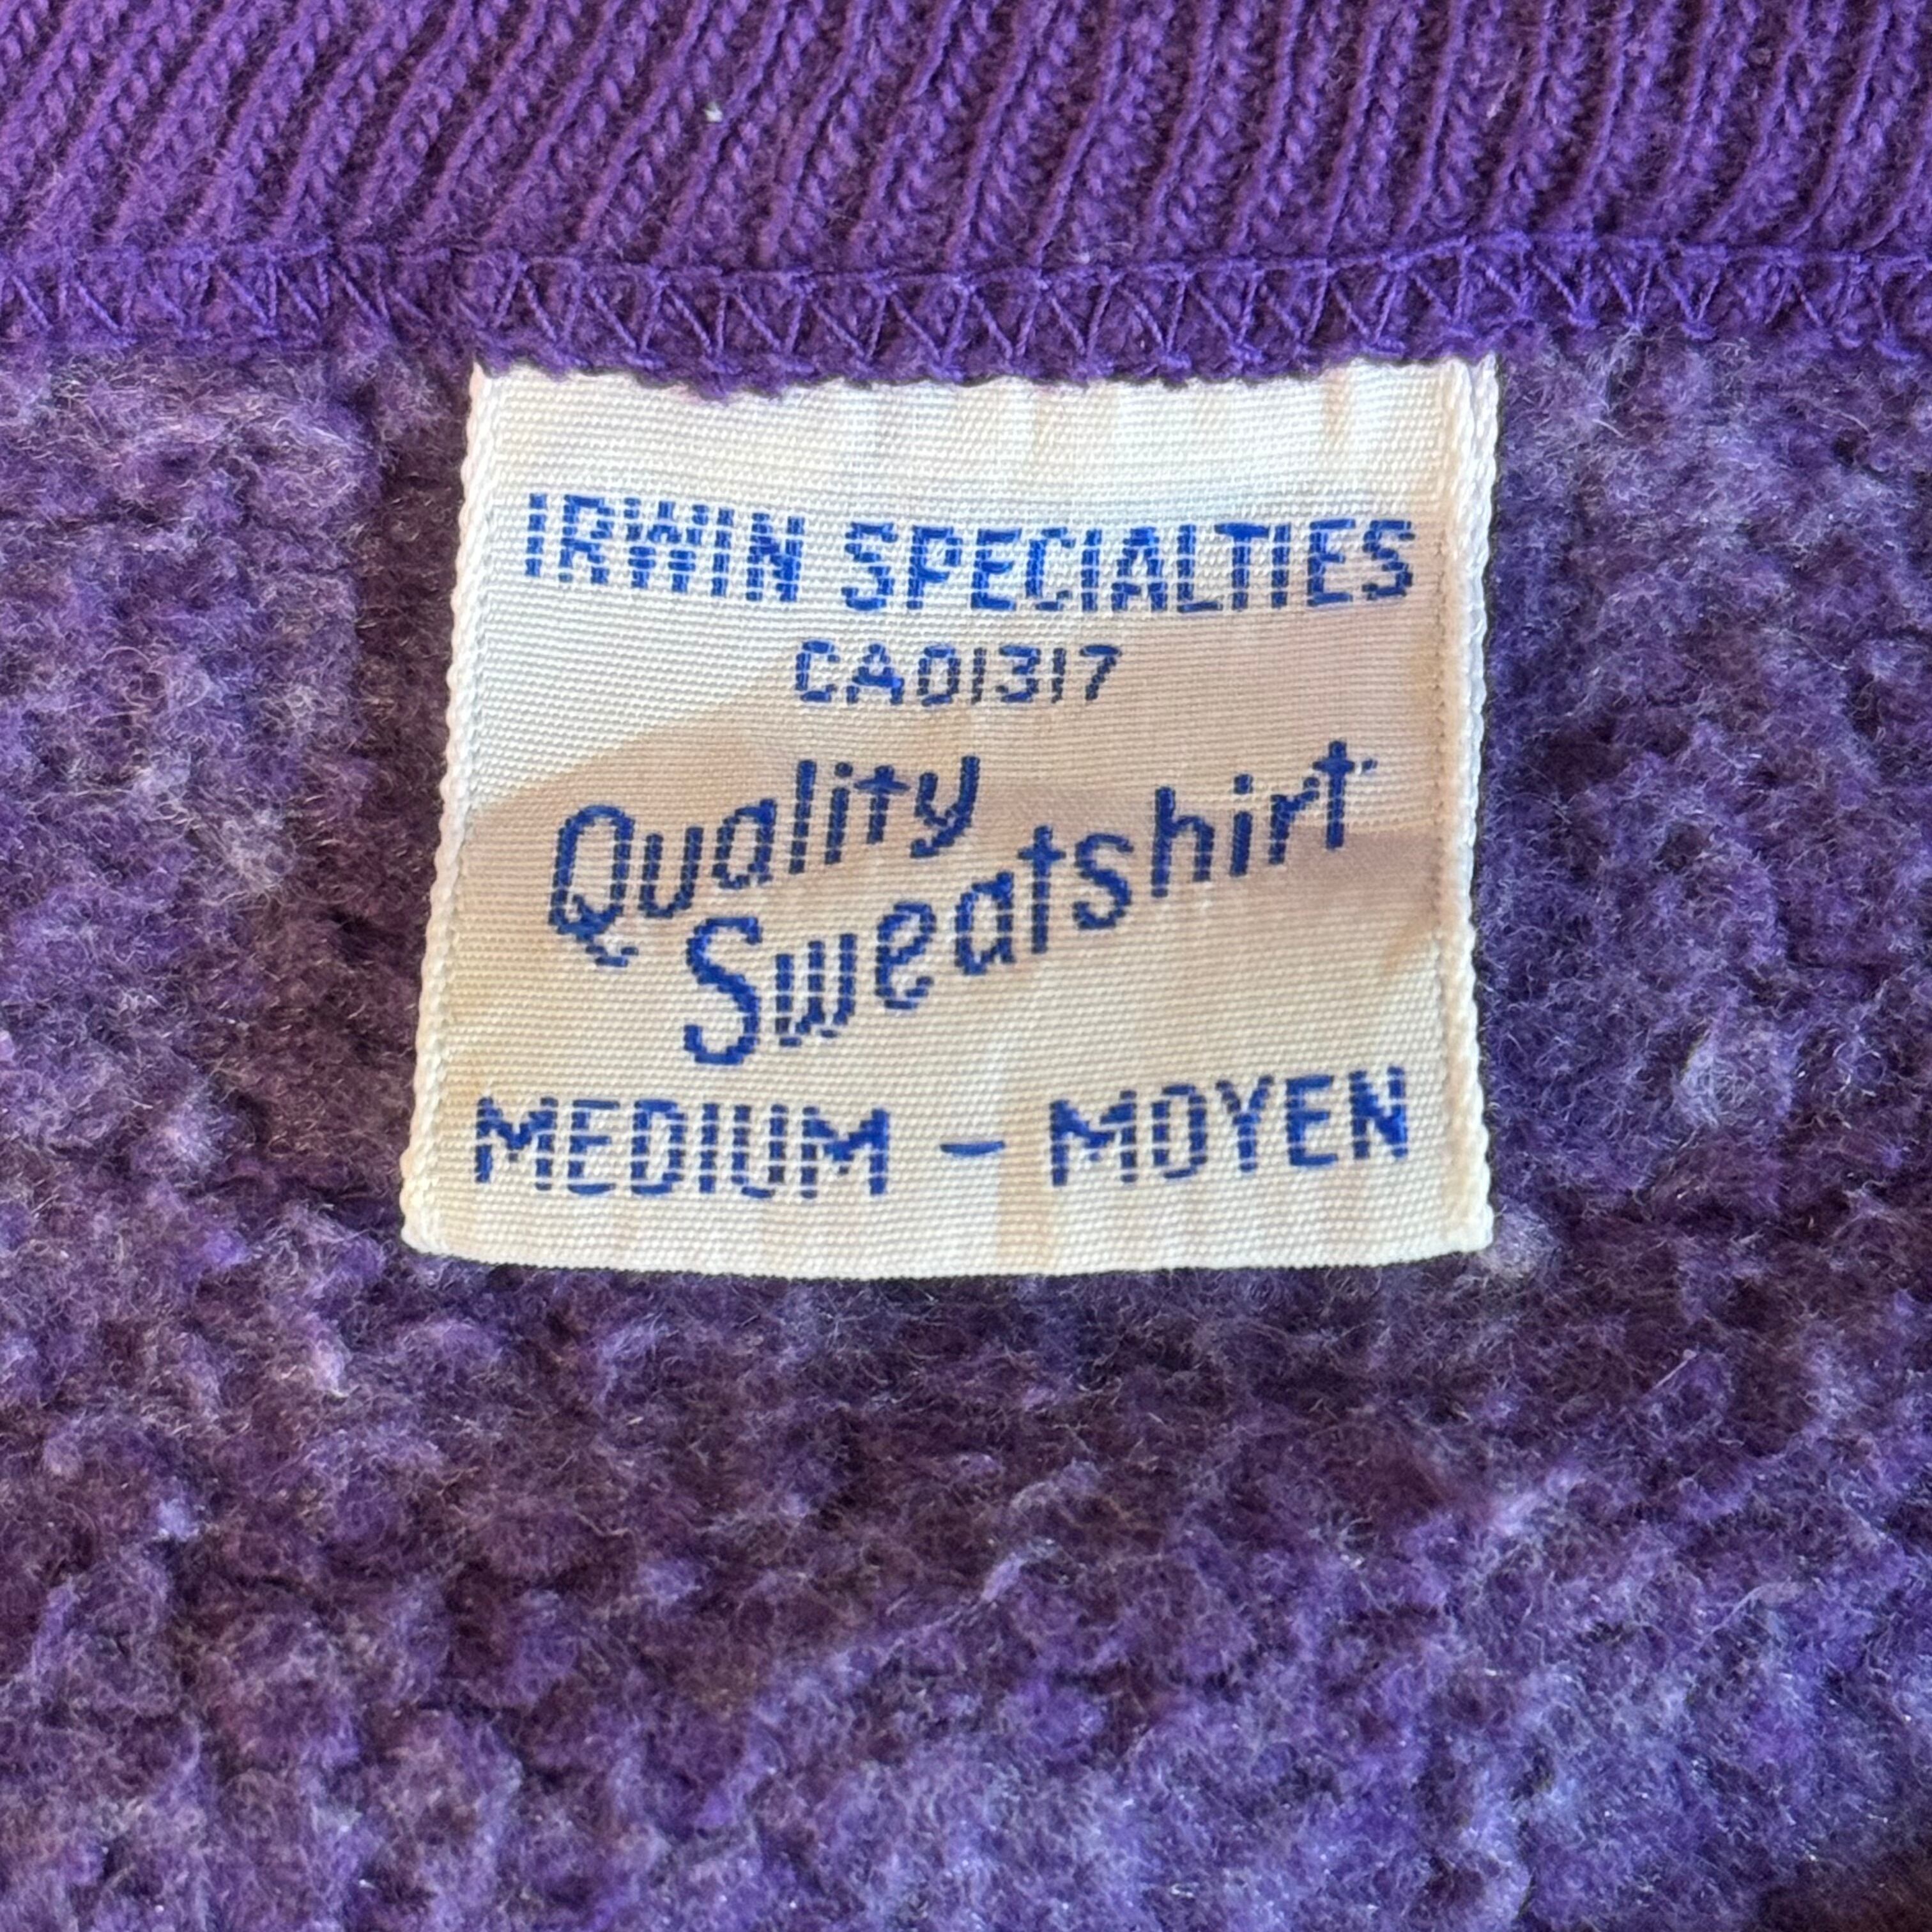 IRWIN SPECIALTIES
CA01317
Quality
Sweatshirt
MEDIUM - MOYEN